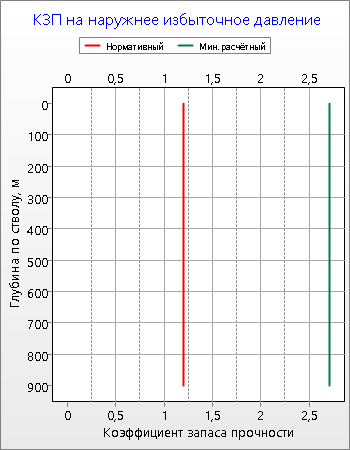 КЗП на наружнее избыточное давление
Нормативный Мин. расчётный
0 0,5 1 1,5 2 2,5
0
100
200
300
400
500
600
700
800
900
Глубина по стволу, м
0 0,5 1 1,5 2 2,5
Коэффициент запаса прочности